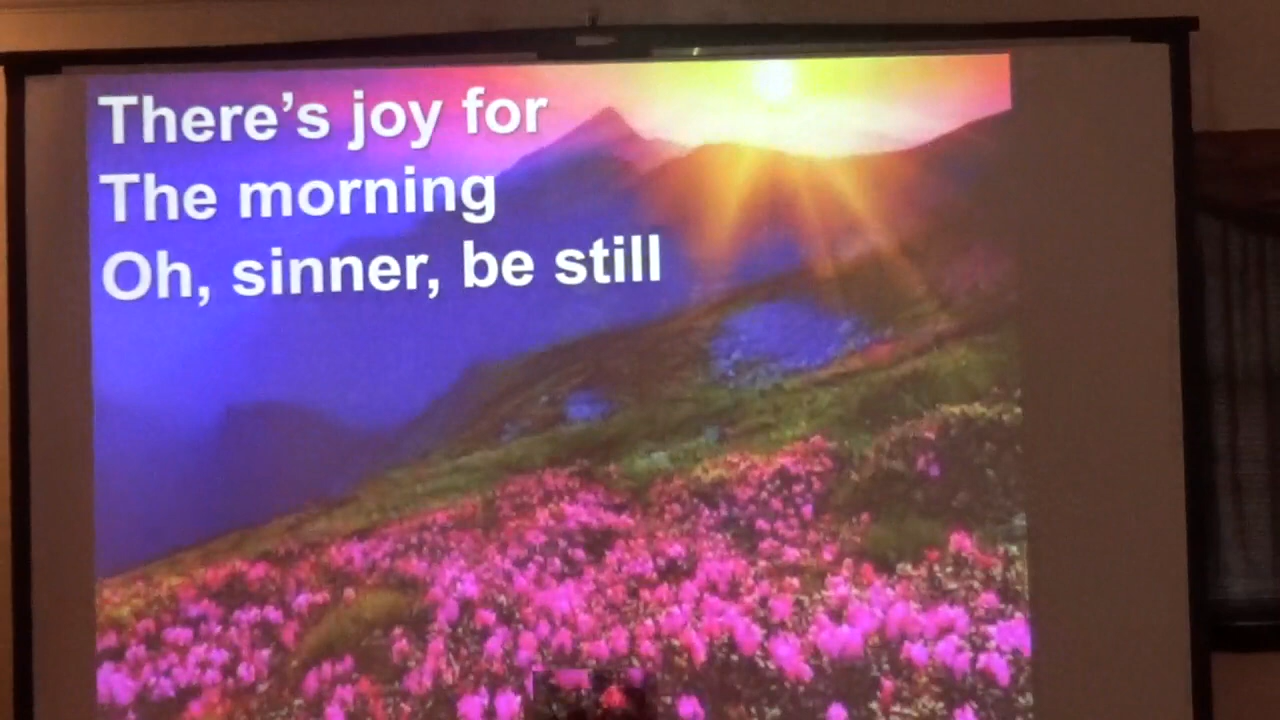 There’s joy for
The morning
Oh, sinner, be still